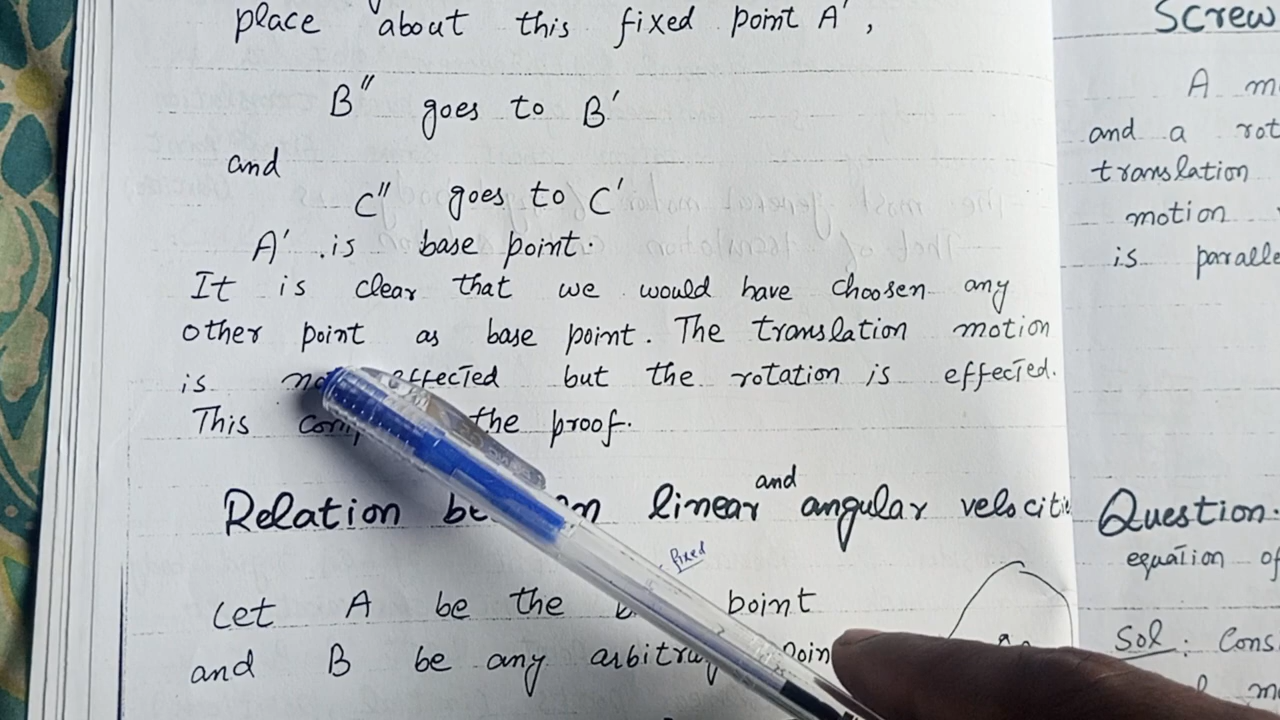 place about this fixed point A',
B" goes to B'
and
C" goes to C'
A' is base point.
It is clear that we would have choosen any
other point as base point. The translation motion
is effected but the rotation is effected.
This the proof.
Relation linear and angular velocitie
fixed
Let A be the point
and B be any
Screw
A m
and a rot
translation
motion
is paralle
Question.
equation of
Sol: Cons